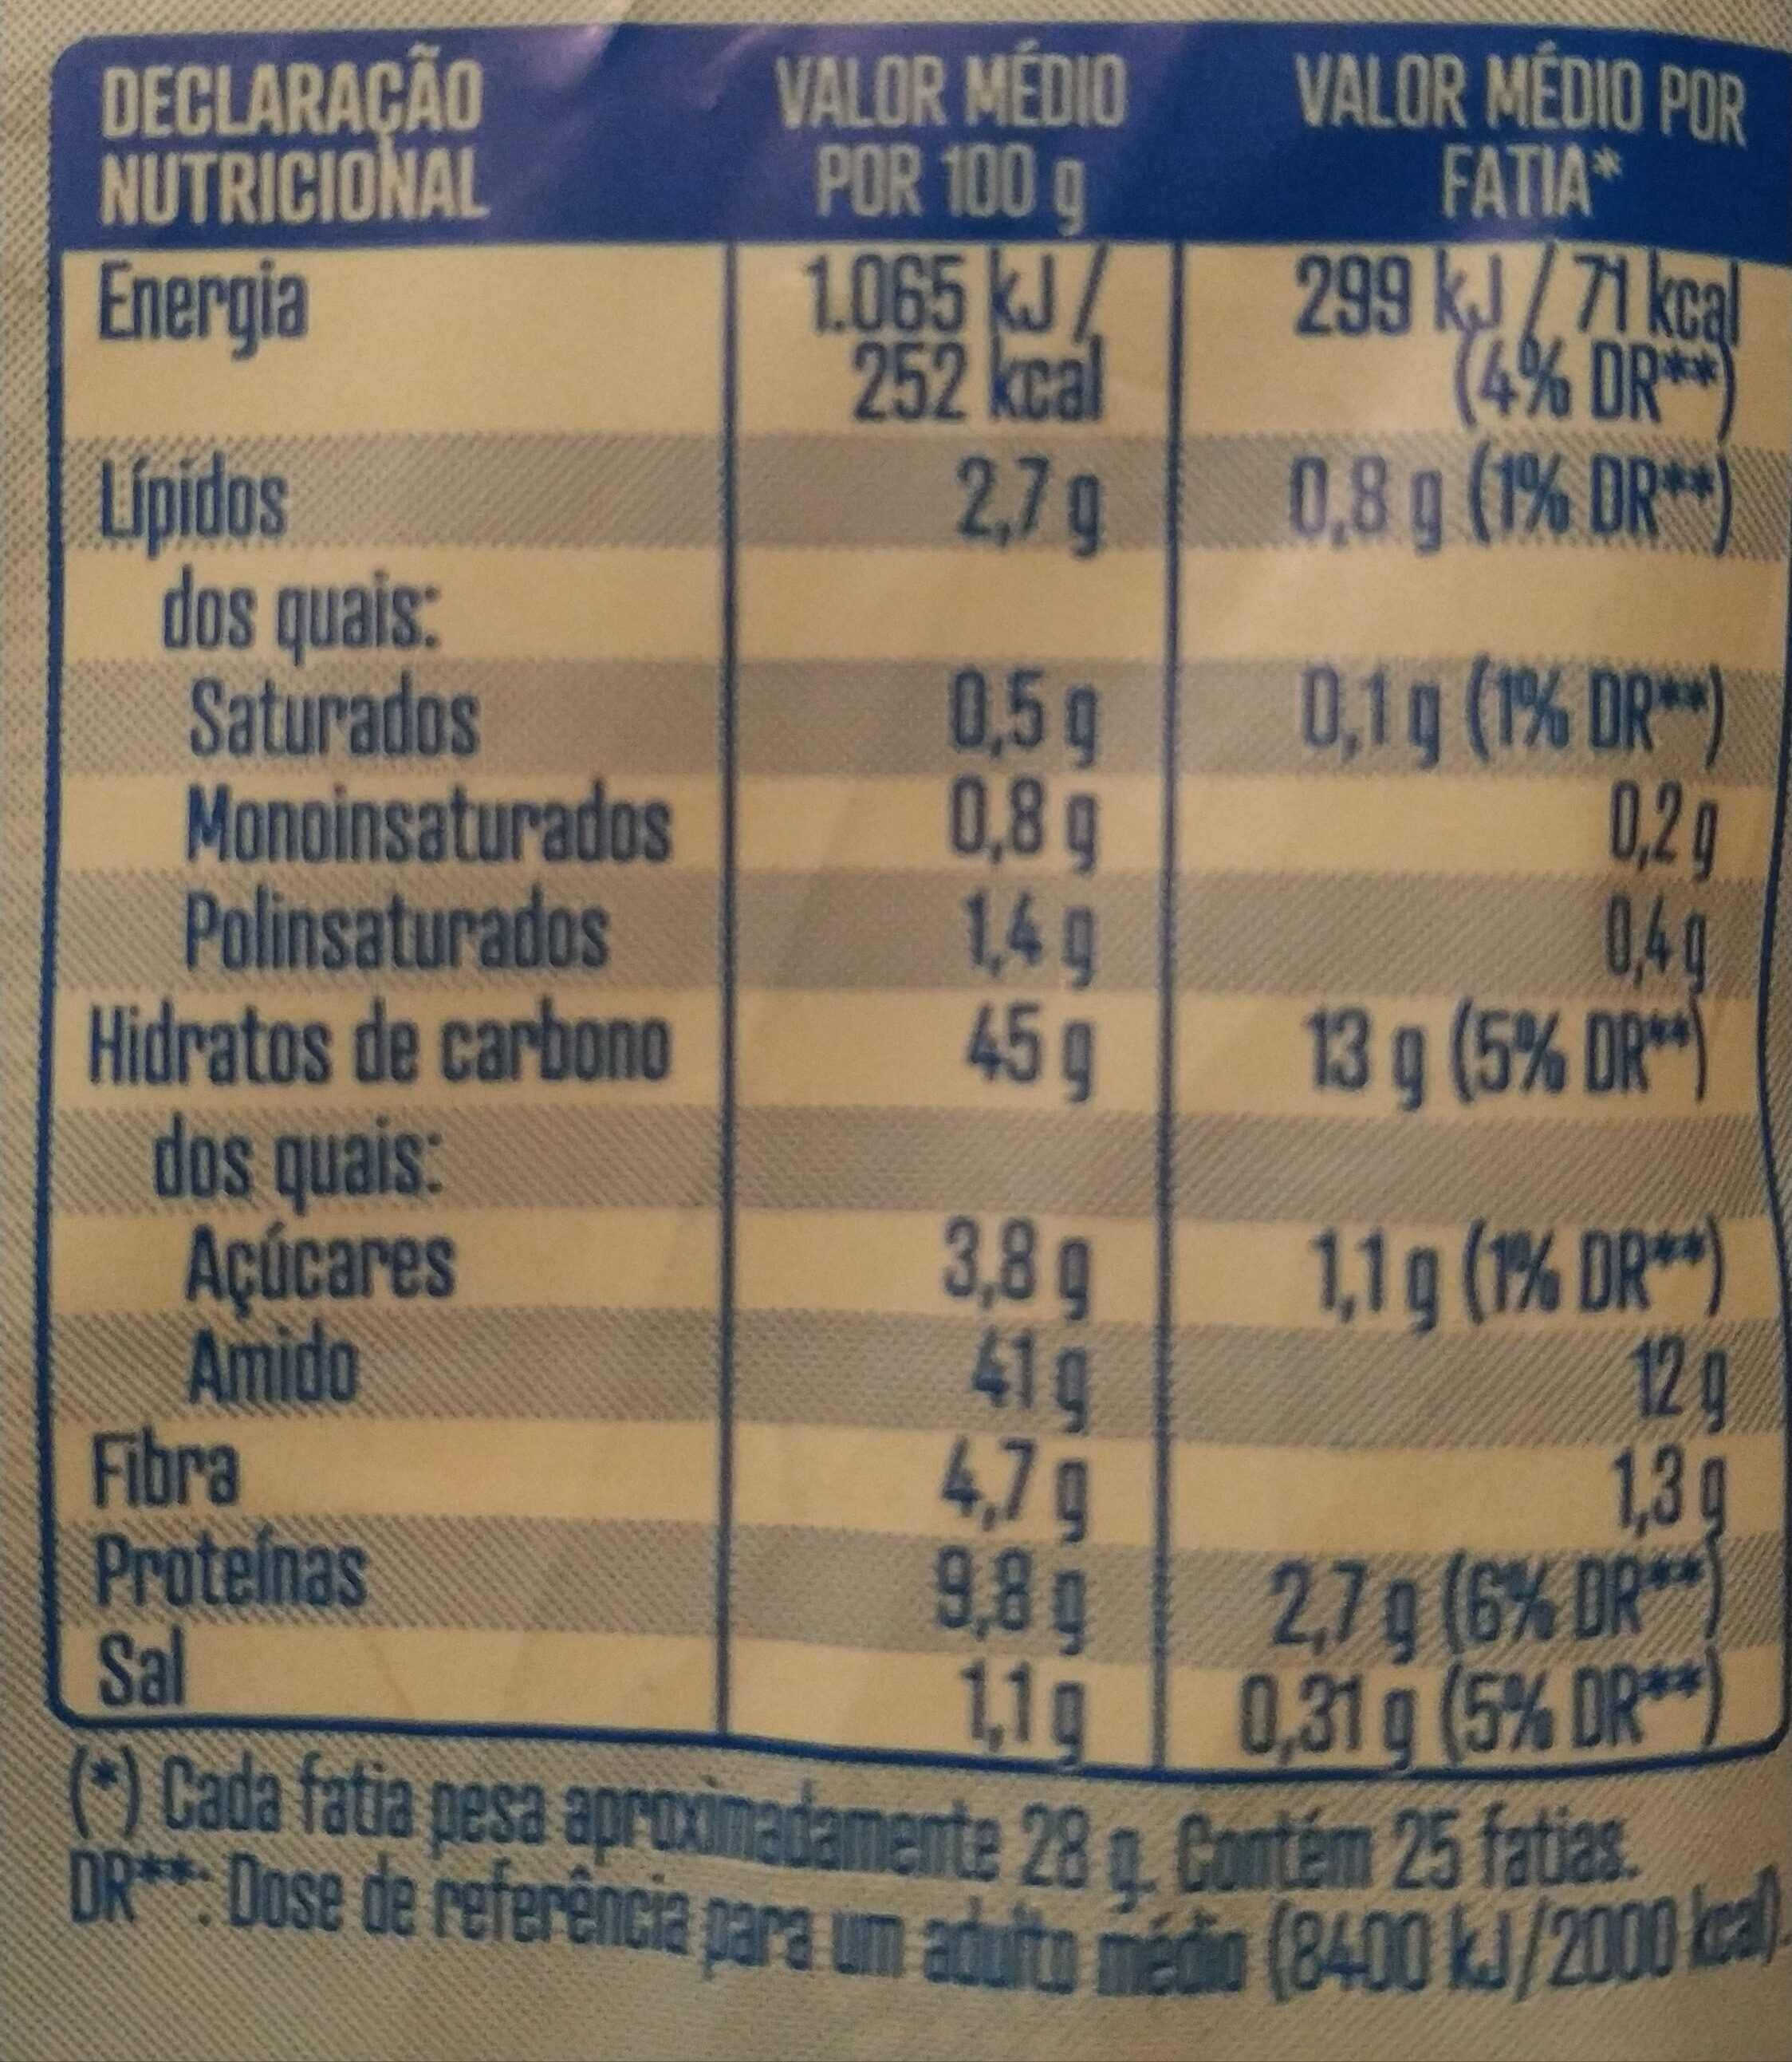 DECLARAÇÃO NUTRICIONAL VALOR MÉDIO POR 100 g VALOR MÉDIO POR FATIA*
Energia 1.065 kJ / 252 kcal 299 kJ / 71 kcal (4% DR**)
Lípidos 2,7 g 0,8 g (1% DR**)
dos quais:
Saturados 0,5 g 0,1 g (1% DR**)
Monoinsaturados 0,8 g 0,2 g
Polinsaturados 1,4 g 0,4 g
Hidratos de carbono 45 g 13 g (5% DR**)
dos quais:
Açúcares 3,8 g 1,1 g (1% DR**)
Amido 41 g 12 g
Fibra 4,7 g 1,3 g
Proteínas 9,8 g 2,7 g (6% DR**)
Sal 1,1 g 0,31 g (5% DR**)
(*) Cada fatia pesa aproximadamente 28 g. Contém 25 fatias.
DR**: Dose de referência para um adulto médio (8400 kJ/2000 kcal).